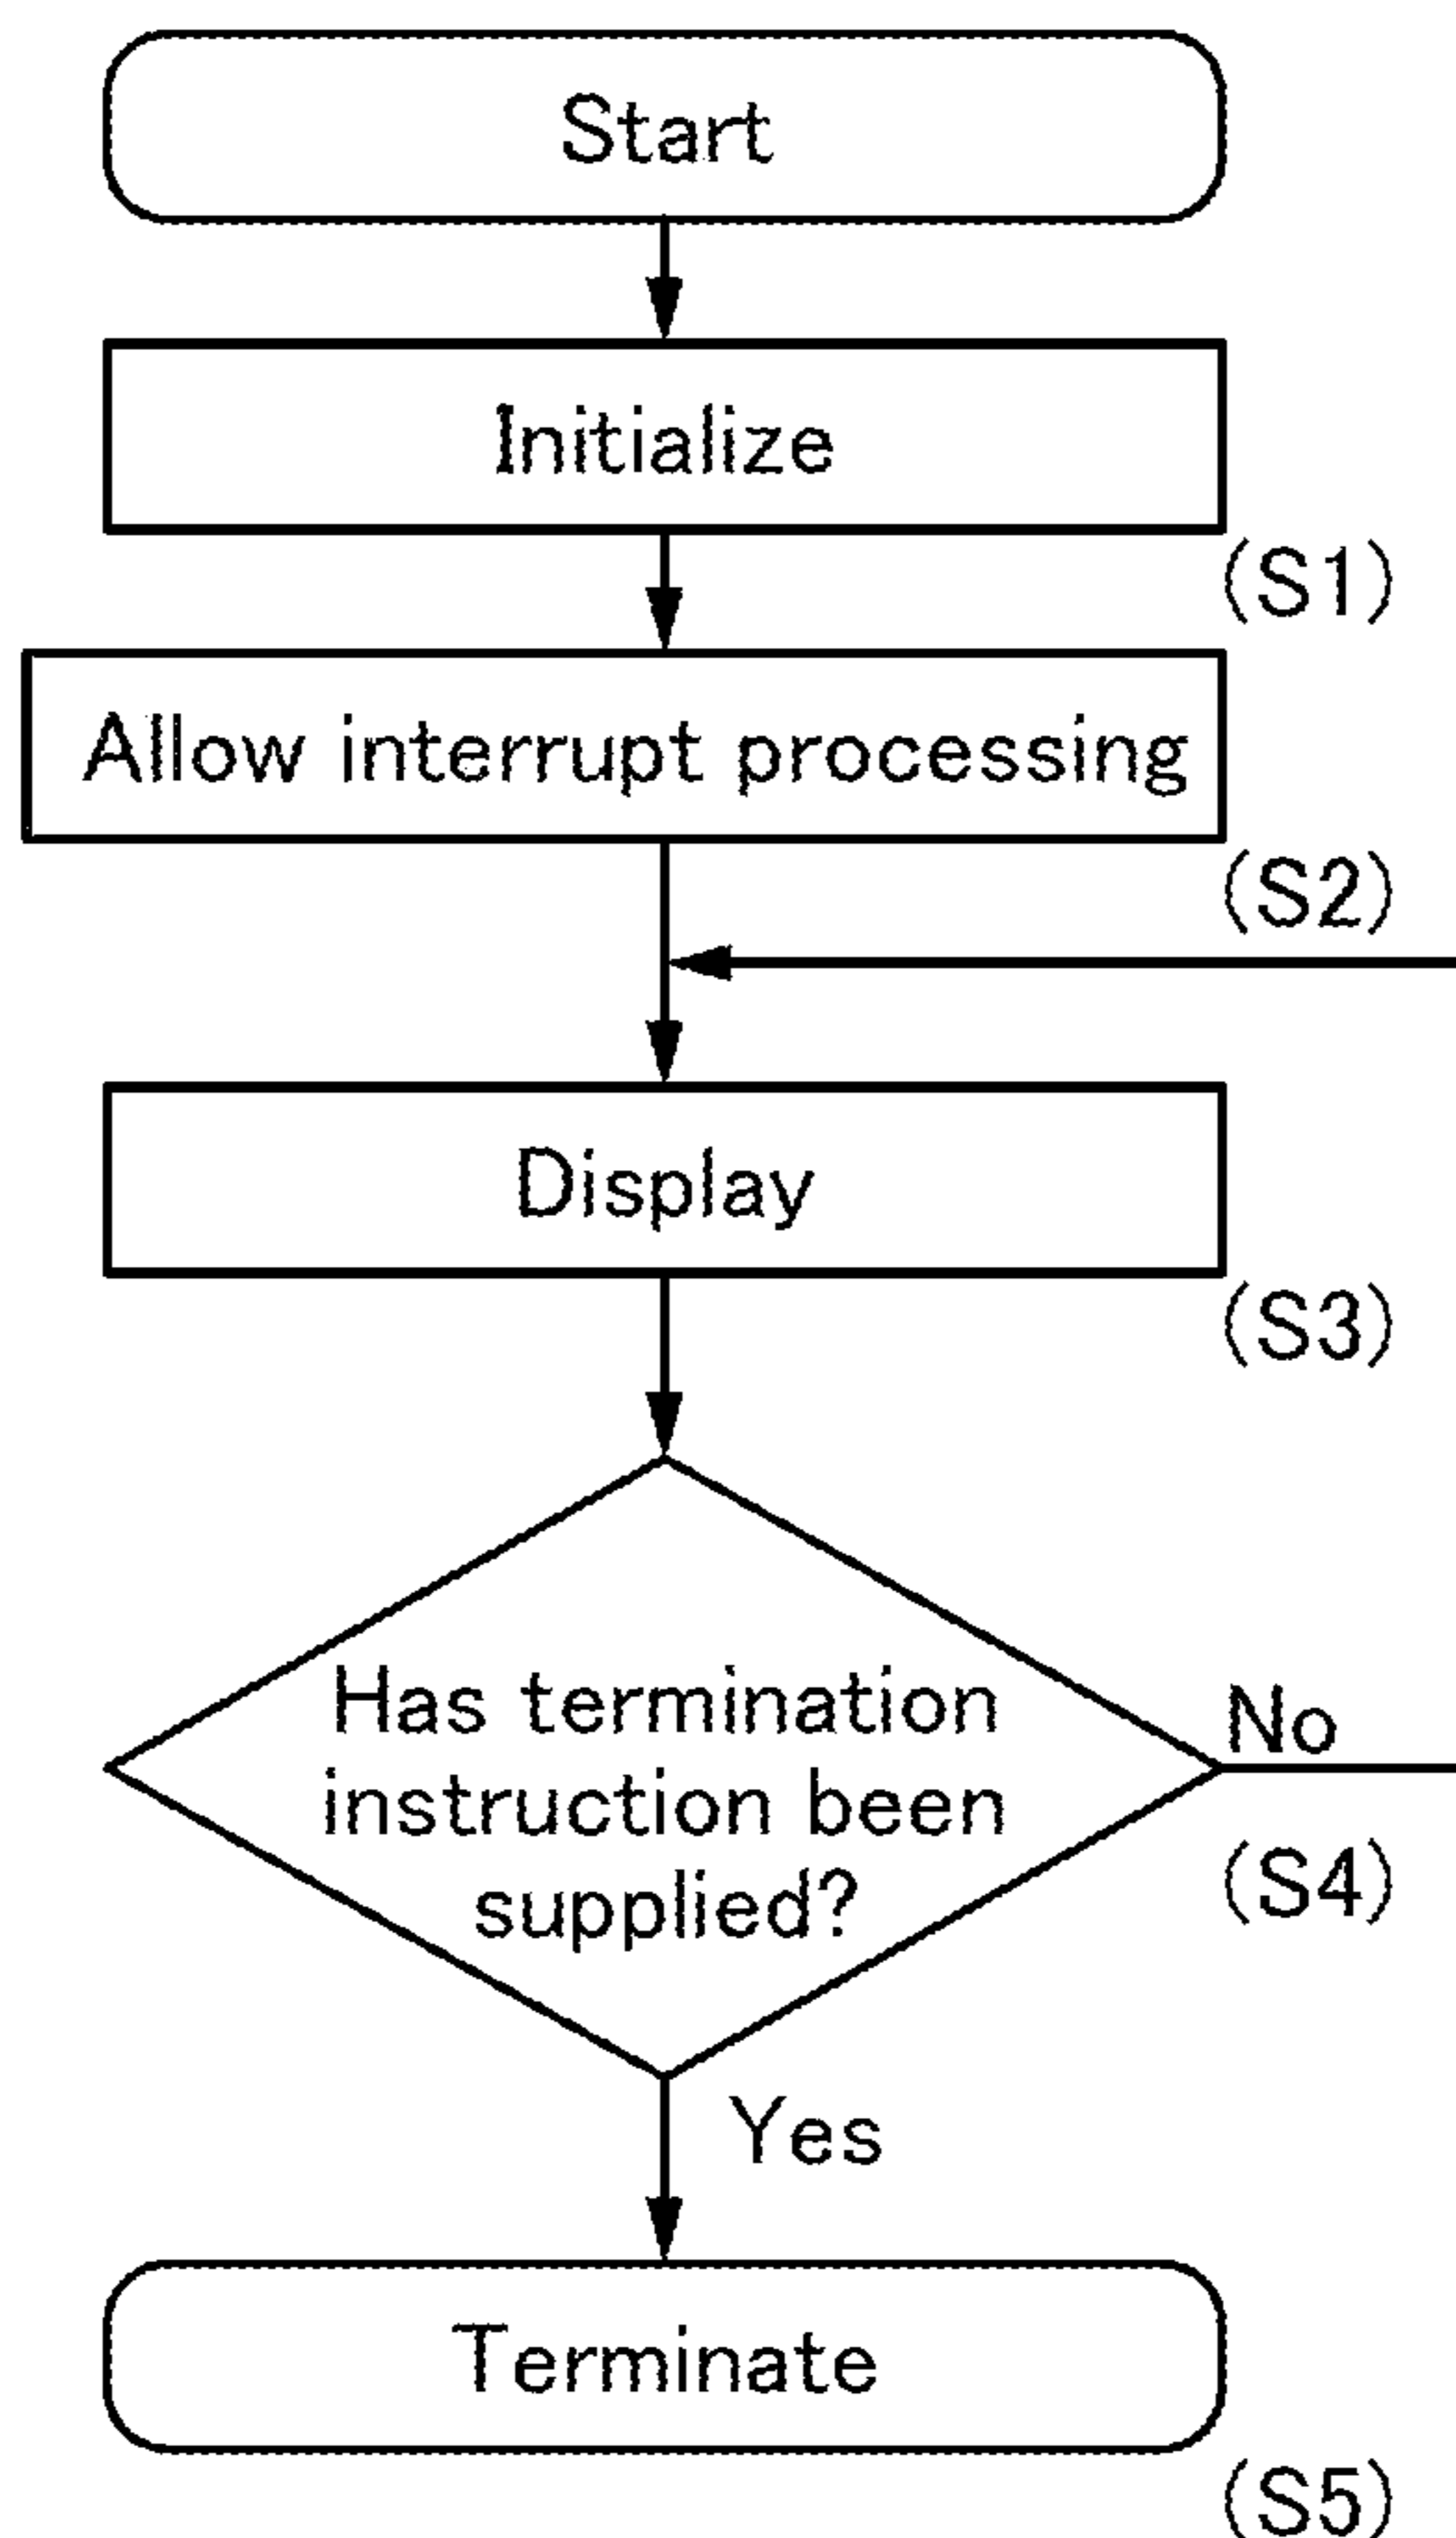 Start
Initialize
(S1)
Allow interrupt processing
(S2)
Display
(S3)
Has termination
instruction been
supplied?
No
(S4)
Yes
Terminate
(S5)